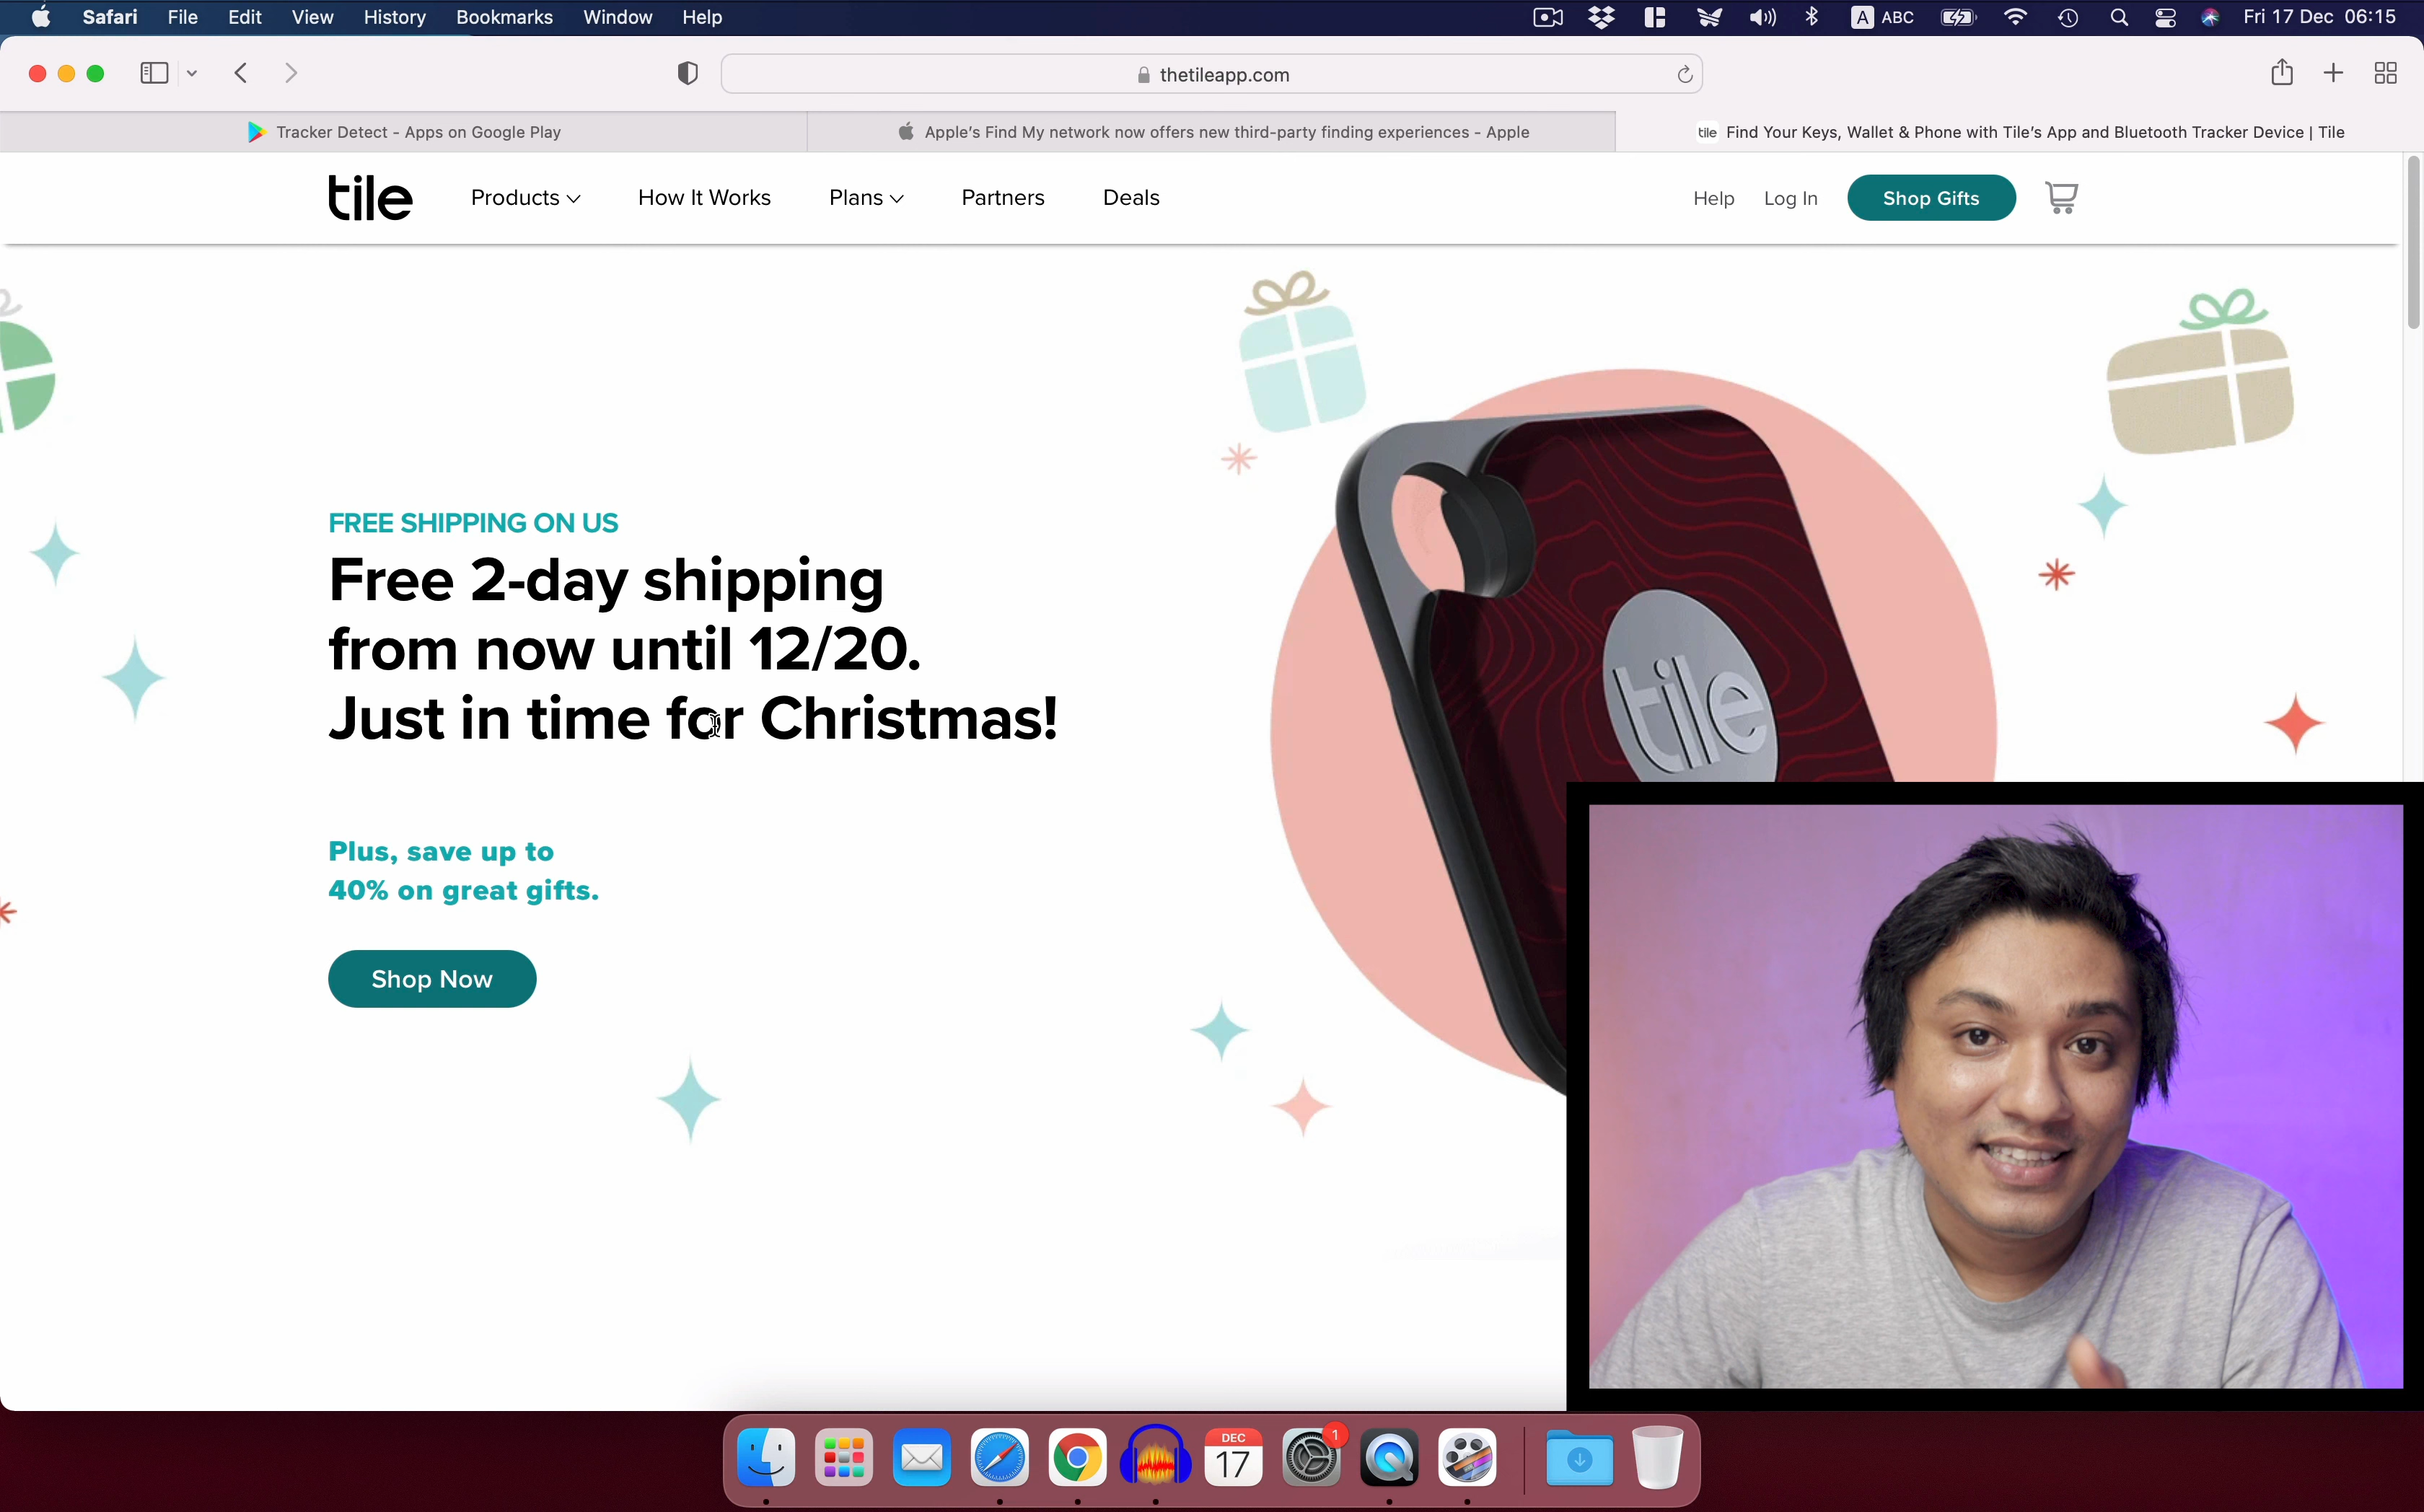 Safari File Edit View History Bookmarks Window Help A ABC Fri 17 Dec 06:15
thetileapp.com
Tracker Detect - Apps on Google Play
Apple's Find My network now offers new third-party finding experiences - Apple
tile Find Your Keys, Wallet & Phone with Tile's App and Bluetooth Tracker Device | Tile
tile Products How It Works Plans Partners Deals Help Log In Shop Gifts
FREE SHIPPING ON US
Free 2-day shipping
from now until 12/20.
Just in time for Christmas!
tile
Plus, save up to
40% on great gifts.
Shop Now
DEC
17
1